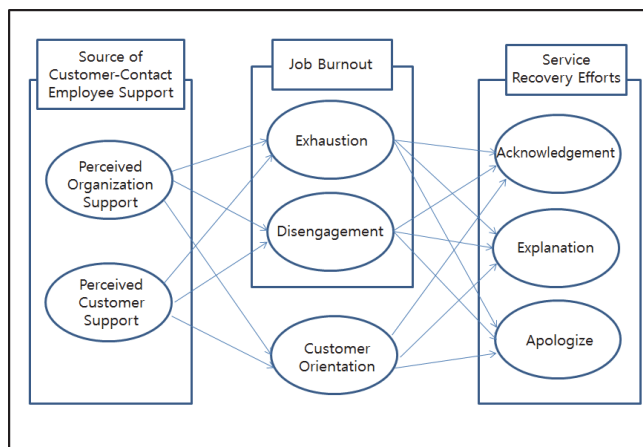 Source of
Customer-Contact
Employee Support
Perceived
Organization
Support
Perceived
Customer
Support
Job Burnout
Exhaustion
Disengagement
Customer
Orientation
Service
Recovery Efforts
Acknowledgement
Explanation
Apologize